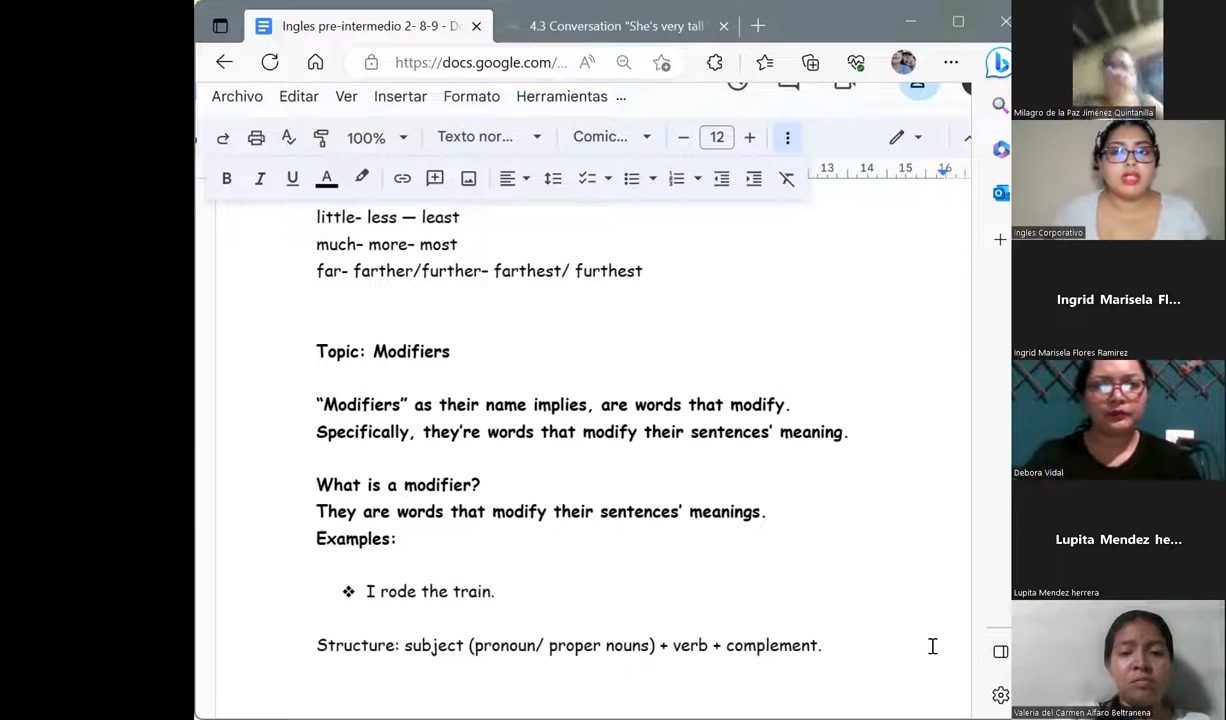 Ingles pre-intermedio 2- 8-9 - Do
4.3 Conversation "She's very tall
https://docs.google.com/...
Archivo Editar Ver Insertar Formato Herramientas ...
100% Texto nor... Comic... 12
13 14 15 16
little- less — least
much- more- most
far- farther/further- farthest/ furthest
Topic: Modifiers
“Modifiers” as their name implies, are words that modify.
Specifically, they’re words that modify their sentences’ meaning.
What is a modifier?
They are words that modify their sentences’ meanings.
Examples:
❖ I rode the train.
Structure: subject (pronoun/ proper nouns) + verb + complement.
Milagro de la Paz Jiménez Quintanilla
Ingles Corporativo
Ingrid Marisela Fl...
Ingrid Marisela Flores Ramirez
Debora Vidal
Lupita Mendez he...
Lupita Mendez herrera
Valeria del Carmen Alfaro Beltranena